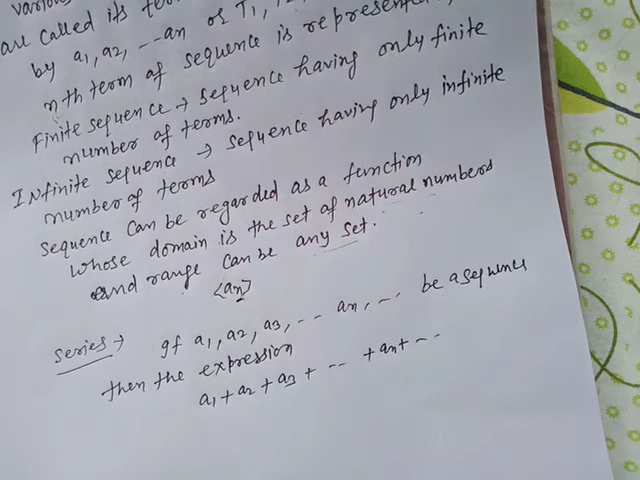 various
are called its
by a1, a2, --- an or T1,
nth term of sequence is
Finite sequence → sequence having only finite
number of terms.
INfinite sequence → sequence having only infinite
number of terms
sequence can be regarded as a function
whose domain is the set of natural numbers
and range can be any set.
<an>
series → If a1, a2, a3, --- an, --- be a sequence
then the expression
a1 + a2 + a3 + --- + an + ---